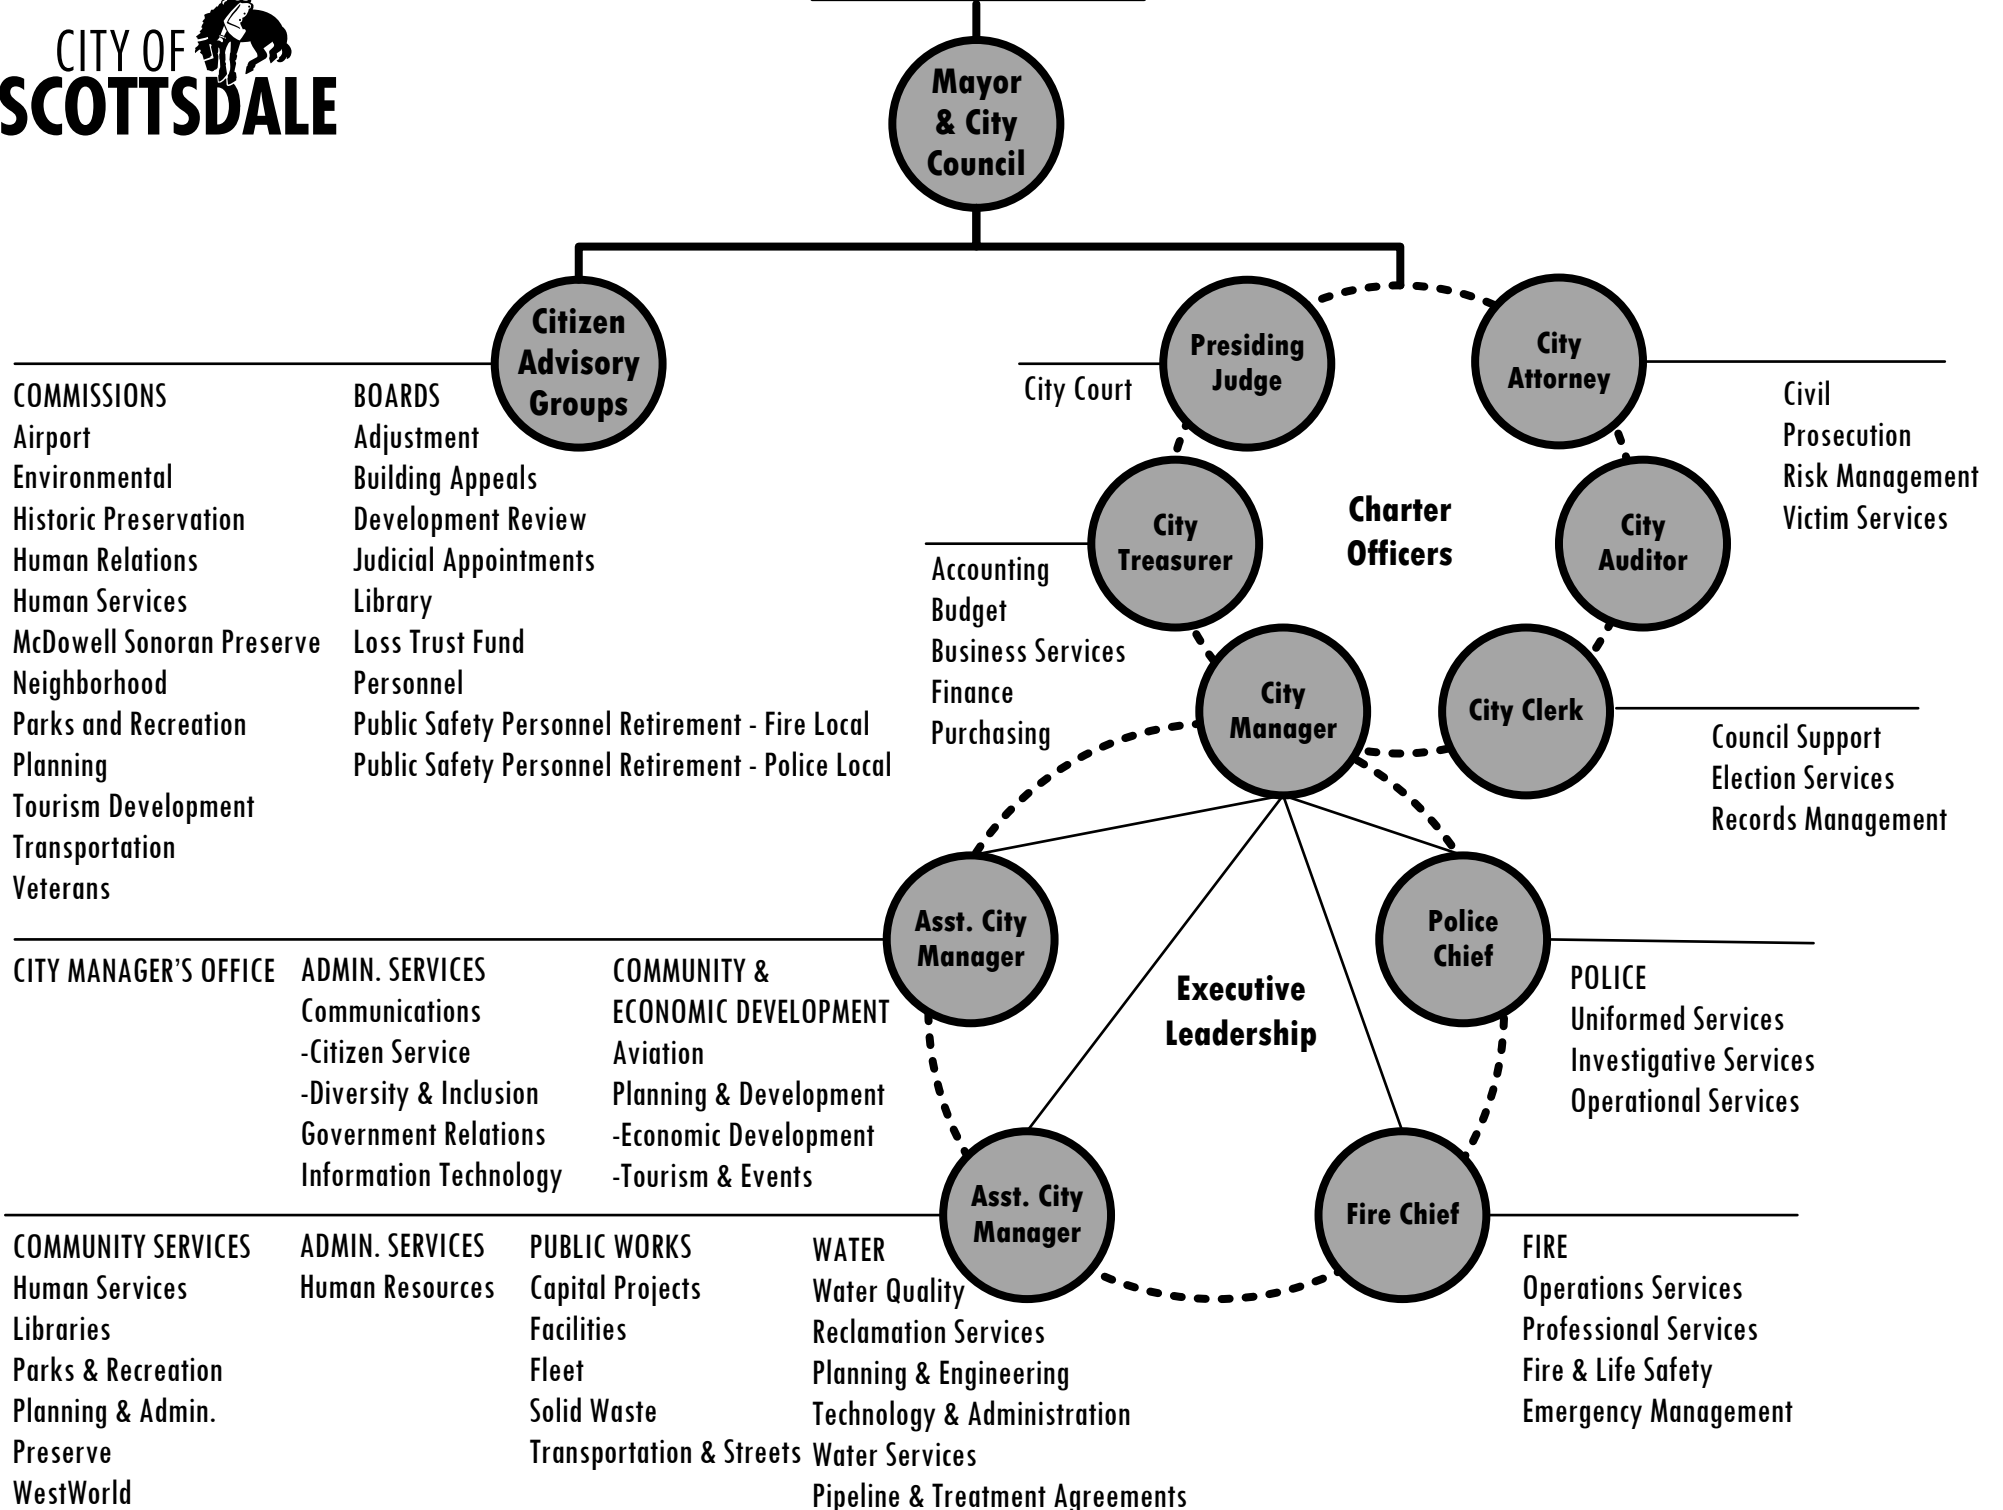 CITY OF
SCOTTSDALE
Mayor
& City
Council
Citizen
Advisory
Groups
COMMISSIONS
Airport
Environmental
Historic Preservation
Human Relations
Human Services
McDowell Sonoran Preserve
Neighborhood
Parks and Recreation
Planning
Tourism Development
Transportation
Veterans
BOARDS
Adjustment
Building Appeals
Development Review
Judicial Appointments
Library
Loss Trust Fund
Personnel
Public Safety Personnel Retirement - Fire Local
Public Safety Personnel Retirement - Police Local
Charter
Officers
Presiding
Judge
City Court
City
Attorney
Civil
Prosecution
Risk Management
Victim Services
City
Treasurer
Accounting
Budget
Business Services
Finance
Purchasing
City
Auditor
City
Manager
City Clerk
Council Support
Election Services
Records Management
Executive
Leadership
Asst. City
Manager
CITY MANAGER’S OFFICE
ADMIN. SERVICES
Communications
-Citizen Service
-Diversity & Inclusion
Government Relations
Information Technology
COMMUNITY &
ECONOMIC DEVELOPMENT
Aviation
Planning & Development
-Economic Development
-Tourism & Events
Police
Chief
POLICE
Uniformed Services
Investigative Services
Operational Services
Asst. City
Manager
COMMUNITY SERVICES
Human Services
Libraries
Parks & Recreation
Planning & Admin.
Preserve
WestWorld
ADMIN. SERVICES
Human Resources
PUBLIC WORKS
Capital Projects
Facilities
Fleet
Solid Waste
Transportation & Streets
WATER
Water Quality
Reclamation Services
Planning & Engineering
Technology & Administration
Water Services
Pipeline & Treatment Agreements
Fire Chief
FIRE
Operations Services
Professional Services
Fire & Life Safety
Emergency Management